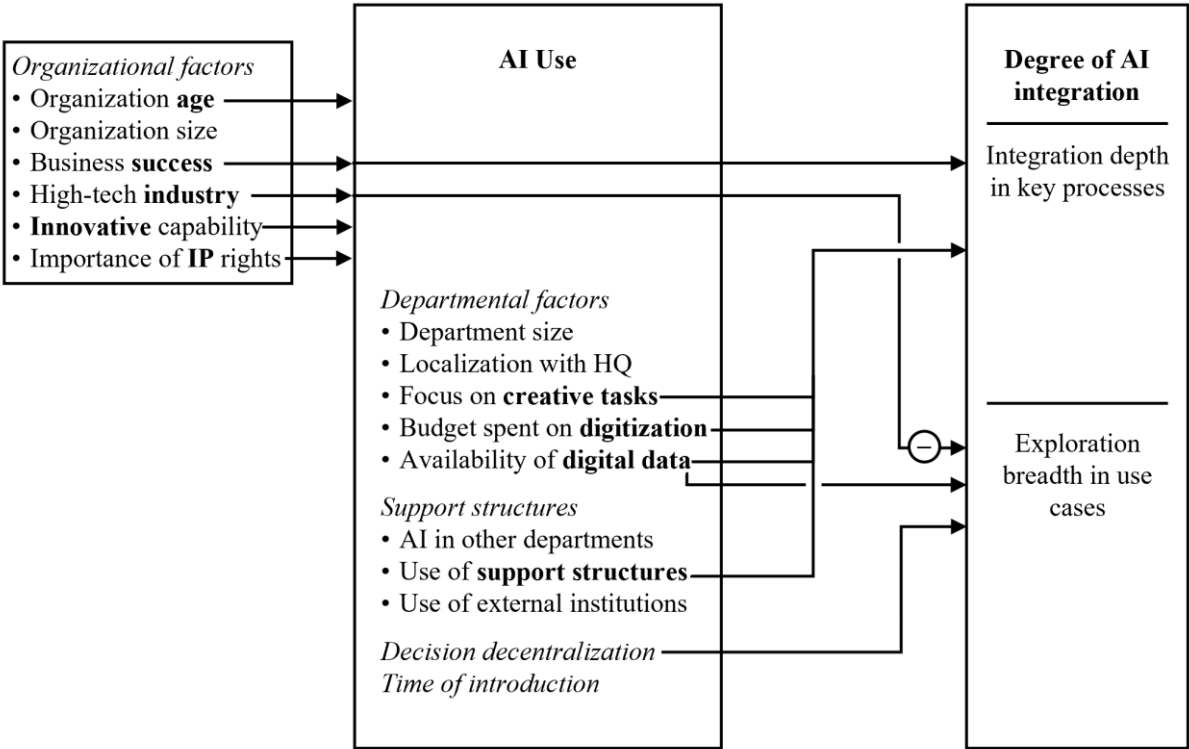 Organizational factors
• Organization age
• Organization size
• Business success
• High-tech industry
• Innovative capability
• Importance of IP rights
AI Use
Departmental factors
• Department size
• Localization with HQ
• Focus on creative tasks
• Budget spent on digitization
• Availability of digital data
Support structures
• AI in other departments
• Use of support structures
• Use of external institutions
Decision decentralization
Time of introduction
Degree of AI
integration
Integration depth
in key processes
−
Exploration
breadth in use
cases